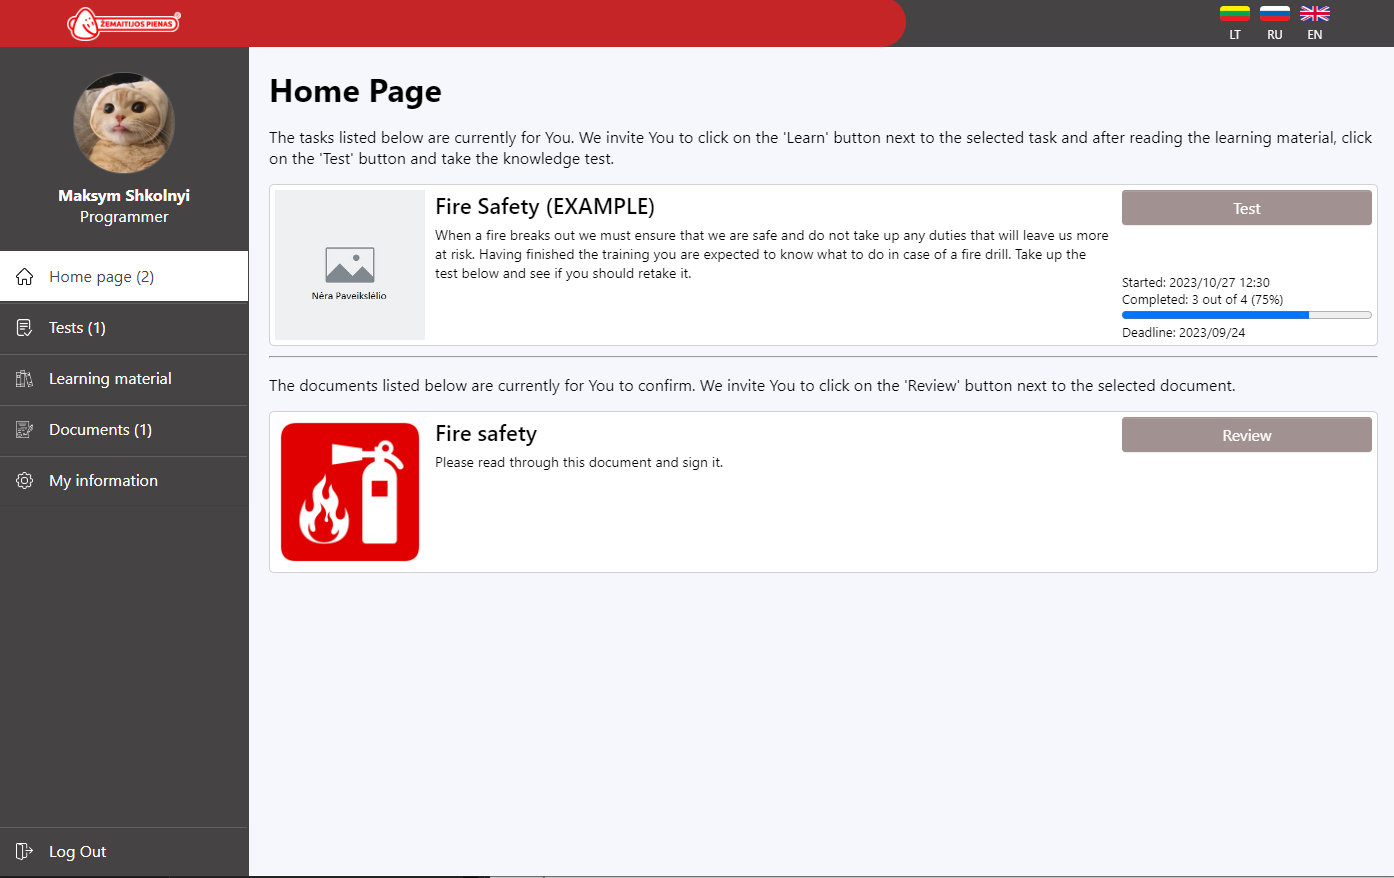 ŽEMAITIJOS PIENAS®
LT
RU
EN
Maksym Shkolnyi
Programmer
Home page (2)
Tests (1)
Learning material
Documents (1)
My information
Log Out
Home Page
The tasks listed below are currently for You. We invite You to click on the 'Learn' button next to the selected task and after reading the learning material, click
on the 'Test' button and take the knowledge test.
Nėra Paveikslėlio
Fire Safety (EXAMPLE)
When a fire breaks out we must ensure that we are safe and do not take up any duties that will leave us more
at risk. Having finished the training you are expected to know what to do in case of a fire drill. Take up the
test below and see if you should retake it.
Test
Started: 2023/10/27 12:30
Completed: 3 out of 4 (75%)
Deadline: 2023/09/24
The documents listed below are currently for You to confirm. We invite You to click on the 'Review' button next to the selected document.
Fire safety
Please read through this document and sign it.
Review